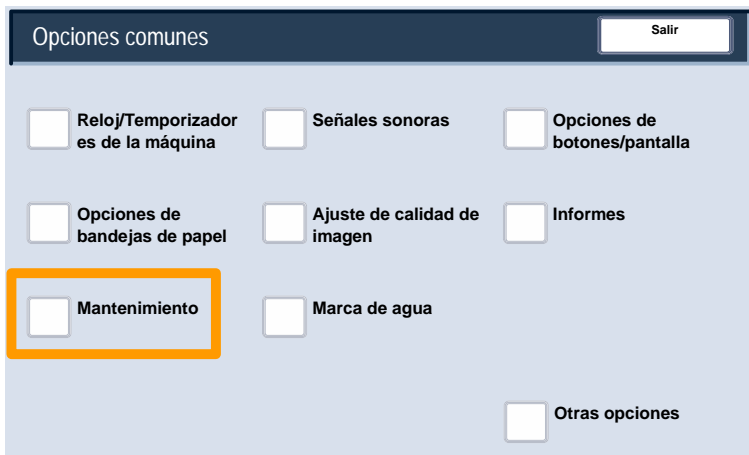 Opciones comunes
Salir
Reloj/Temporizador
es de la máquina
Señales sonoras
Opciones de
botones/pantalla
Opciones de
bandejas de papel
Ajuste de calidad de
imagen
Informes
Mantenimiento
Marca de agua
Otras opciones